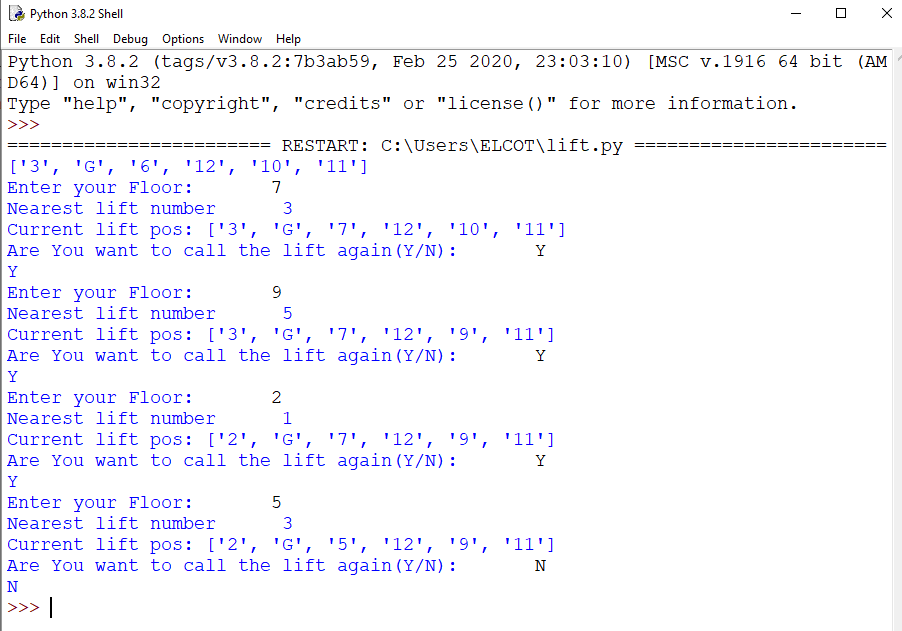 Python 3.8.2 Shell
File Edit Shell Debug Options Window Help
Python 3.8.2 (tags/v3.8.2:7b3ab59, Feb 25 2020, 23:03:10) [MSC v.1916 64 bit (AM
D64)] on win32
Type "help", "copyright", "credits" or "license()" for more information.
>>>
======================== RESTART: C:\Users\ELCOT\lift.py =======================
['3', 'G', '6', '12', '10', '11']
Enter your Floor:       7
Nearest lift number      3
Current lift pos: ['3', 'G', '7', '12', '10', '11']
Are You want to call the lift again(Y/N):       Y
Y
Enter your Floor:       9
Nearest lift number      5
Current lift pos: ['3', 'G', '7', '12', '9', '11']
Are You want to call the lift again(Y/N):       Y
Y
Enter your Floor:       2
Nearest lift number      1
Current lift pos: ['2', 'G', '7', '12', '9', '11']
Are You want to call the lift again(Y/N):       Y
Y
Enter your Floor:       5
Nearest lift number      3
Current lift pos: ['2', 'G', '5', '12', '9', '11']
Are You want to call the lift again(Y/N):       N
N
>>>